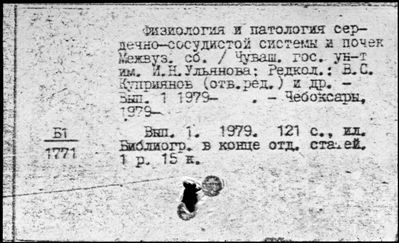 Физиология и патология сер-
дечно-сосудистой системы и почек
Межвуз. сб. / Чуваш. гос. ун-т
им. И.Н.Ульянова; Редкол.: В.С.
Куприянов (отв.ред.) и др. -
Вып. 1 1979- . - Чебоксары,
1979-
Б1
1771
Вып. 1. 1979. 121 с., ил.
Библиогр. в конце отд. статей.
1 р. 15 к.